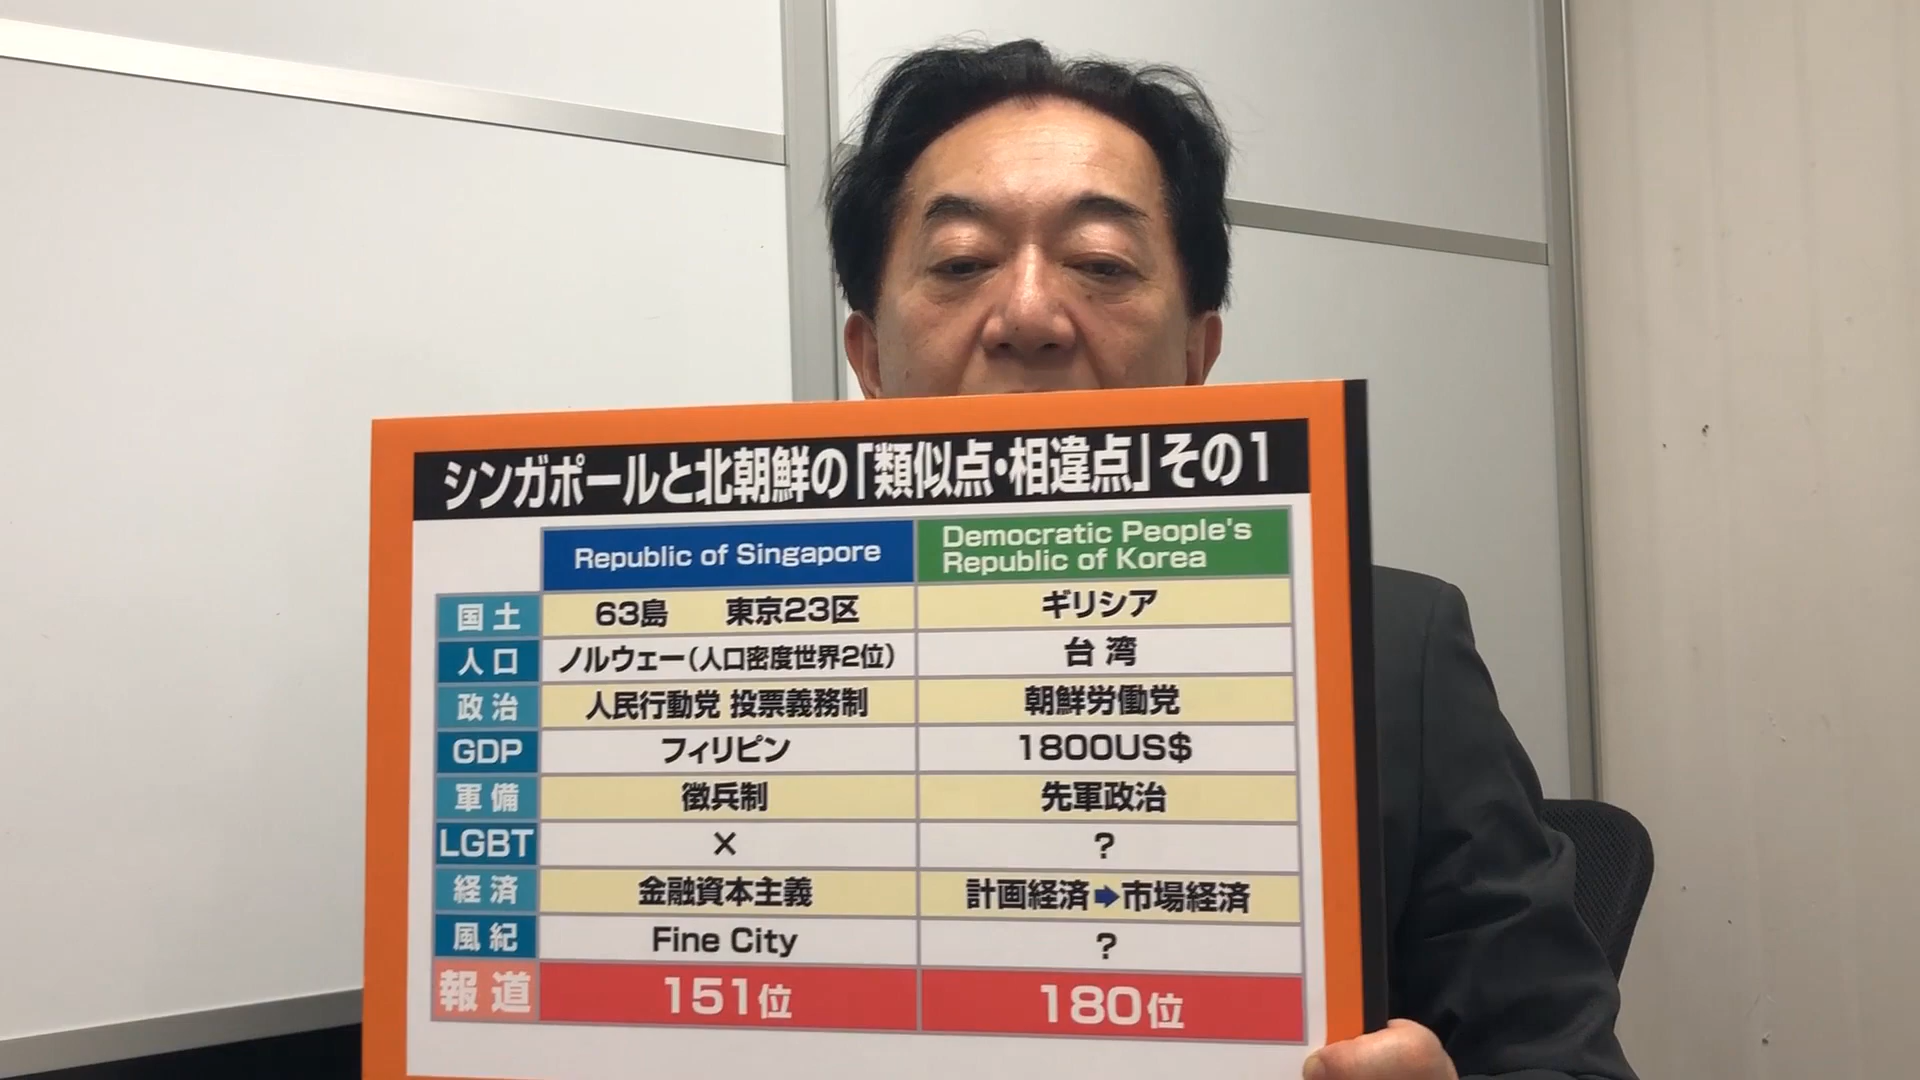 シンガポールと北朝鮮の「類似点・相違点」その1
Republic of Singapore
Democratic People's
Republic of Korea
国土 63島 東京23区 ギリシア
人口 ノルウェー(人口密度世界2位) 台湾
政治 人民行動党 投票義務制 朝鮮労働党
GDP フィリピン 1800US$
軍備 徴兵制 先軍政治
LGBT × ?
経済 金融資本主義 計画経済➡市場経済
風紀 Fine City ?
報道 151位 180位